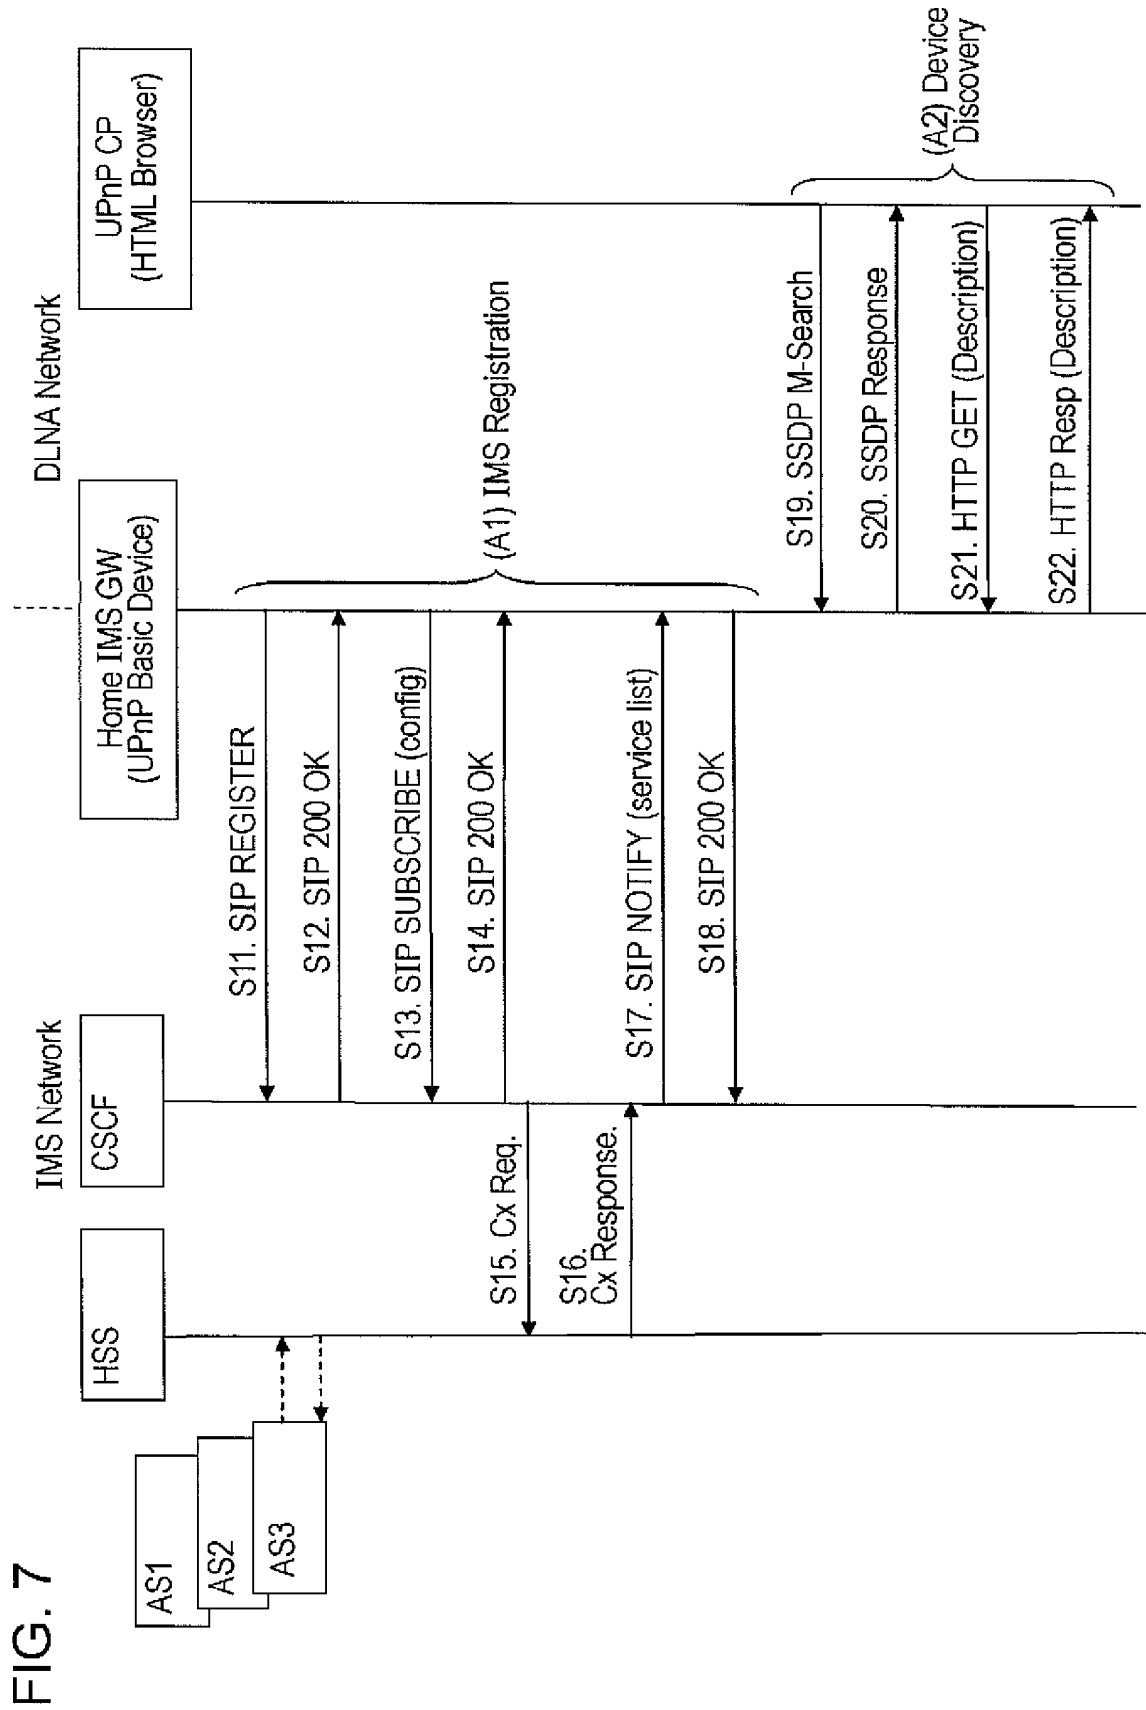 FIG. 7
IMS Network
DLNA Network
AS1
AS2
AS3
HSS
CSCF
Home IMS GW
(UPnP Basic Device)
UPnP CP
(HTML Browser)
S11. SIP REGISTER
S12. SIP 200 OK
S13. SIP SUBSCRIBE (config)
S14. SIP 200 OK
S15. Cx Req.
S16.
Cx Response.
S17. SIP NOTIFY (service list)
S18. SIP 200 OK
(A1) IMS Registration
S19. SSDP M-Search
S20. SSDP Response
S21. HTTP GET (Description)
S22. HTTP Resp (Description)
(A2) Device
Discovery